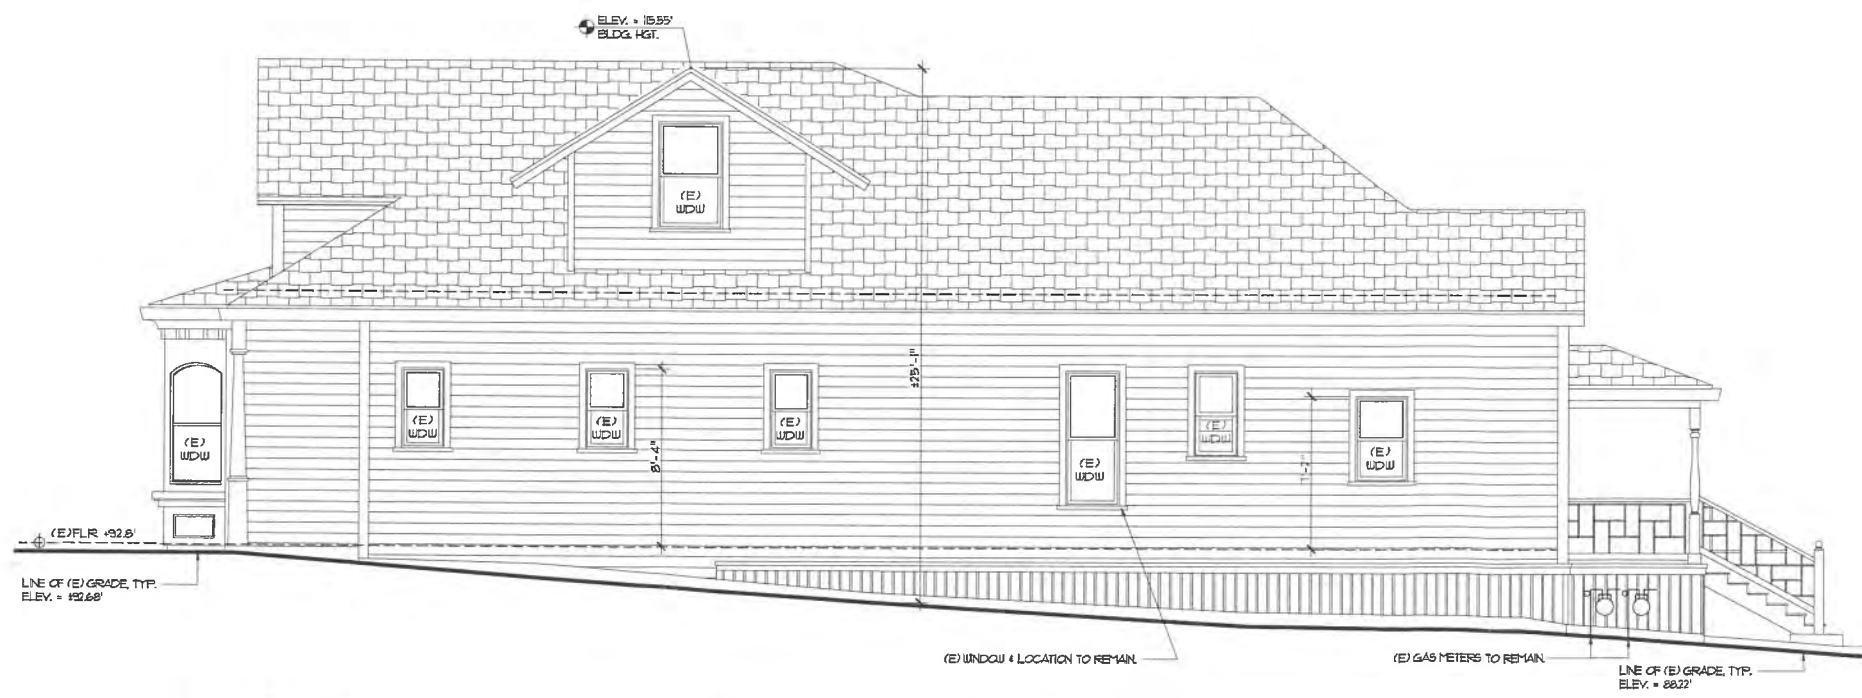 ELEV. = 115.55'
BLDG. HGT.
(E)
WDW
±25'-1"
(E)
WDW
(E)
WDW
(E)
WDW
8'-4"
(E)
WDW
(E)
WDW
(E)
WDW
7'-2"
(E)
WDW
(E) FLR +92.8'
LINE OF (E) GRADE, TYP.
ELEV. = ±92.68'
(E) WINDOW & LOCATION TO REMAIN.
(E) GAS METERS TO REMAIN
LINE OF (E) GRADE, TYP.
ELEV. = 88.22'